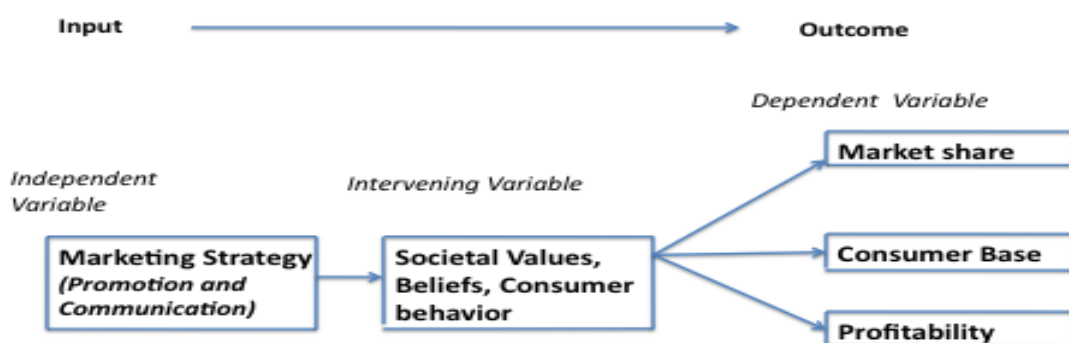 Input
Outcome
Dependent Variable
Market share
Independent
Variable
Intervening Variable
Marketing Strategy
(Promotion and
Communication)
Societal Values,
Beliefs, Consumer
behavior
Consumer Base
Profitability